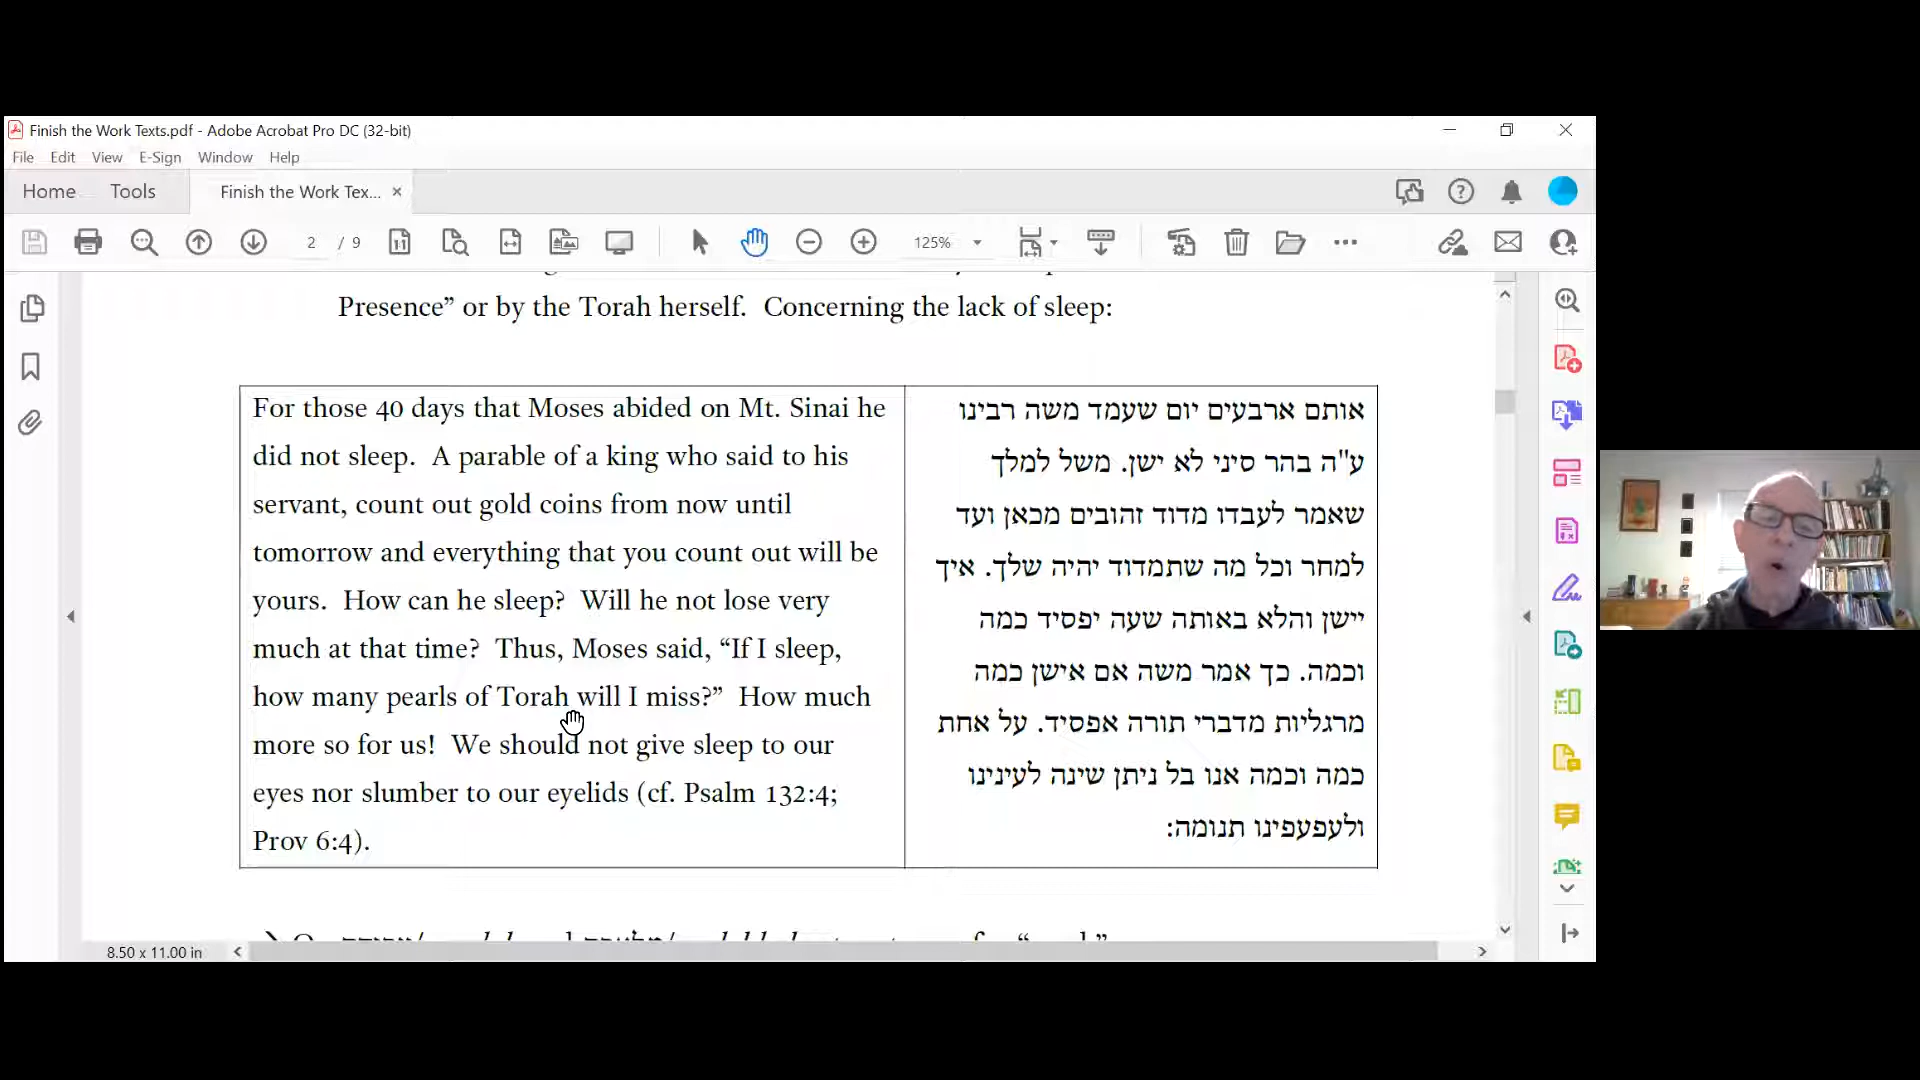 Finish the Work Texts.pdf - Adobe Acrobat Pro DC (32-bit)
File Edit View E-Sign Window Help
Home Tools Finish the Work Tex... ×
2 / 9 125%
Presence” or by the Torah herself. Concerning the lack of sleep:
For those 40 days that Moses abided on Mt. Sinai he
did not sleep. A parable of a king who said to his
servant, count out gold coins from now until
tomorrow and everything that you count out will be
yours. How can he sleep? Will he not lose very
much at that time? Thus, Moses said, “If I sleep,
how many pearls of Torah will I miss?” How much
more so for us! We should not give sleep to our
eyes nor slumber to our eyelids (cf. Psalm 132:4;
Prov 6:4).
אותם ארבעים יום שעמד משה רבינו
ע"ה בהר סיני לא ישן. משל למלך
שאמר לעבדו מדוד זהובים מכאן ועד
למחר וכל מה שתמדוד יהיה שלך. איך
יישן והלא באותה שעה יפסיד כמה
וכמה. כך אמר משה אם אישן כמה
מרגליות מדברי תורה אפסיד. על אחת
כמה וכמה אנו בל ניתן שינה לעינינו
ולעפעפינו תנומה:
8.50 x 11.00 in